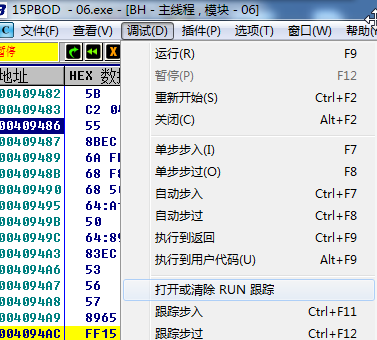 15PBOD - 06.exe - [BH - 主线程, 模块 - 06]
C 文件(F) 查看(V) 调试(D) 插件(P) 选项(T) 窗口(W) 帮助
暂停
地址 HEX 数据
00409482 5B
00409483 C2 04
00409486 55
00409487 8BEC
00409489 6A
0040948B 68
00409490 68
00409495 64:A
0040949B 50
0040949C 64:89
004094A3 83EC
004094A6 53
004094A7 56
004094A8 57
004094A9 8965
004094AC FF15
运行(R) F9
暂停(P) F12
重新开始(S) Ctrl+F2
关闭(C) Alt+F2
单步步入(I) F7
单步步过(O) F8
自动步入 Ctrl+F7
自动步过 Ctrl+F8
执行到返回 Ctrl+F9
执行到用户代码(U) Alt+F9
打开或清除 RUN 跟踪
跟踪步入 Ctrl+F11
跟踪步过 Ctrl+F12